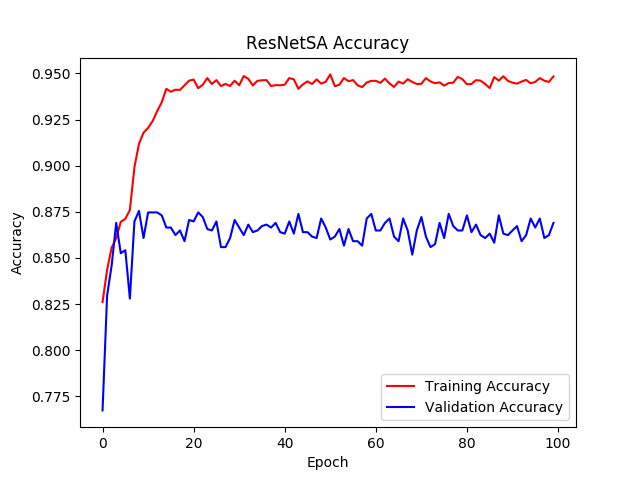 ResNetSA Accuracy
0.950
0.925
0.900
0.875
0.850
0.825
0.800
0.775
Accuracy
Training Accuracy
Validation Accuracy
0 20 40 60 80 100
Epoch